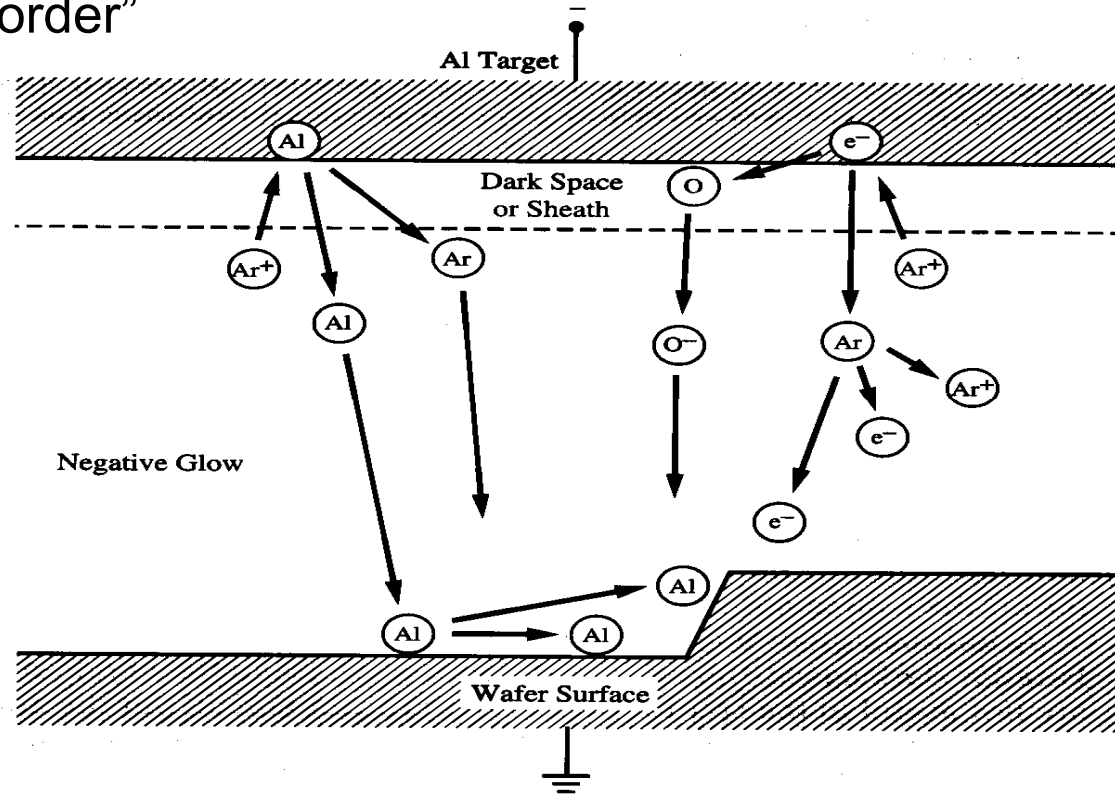 order”
−
Al Target
Al
e−
Dark Space
or Sheath
O
Ar+
Ar
Ar+
Al
O−
Ar
Ar+
e−
Negative Glow
e−
Al
Al
Al
Wafer Surface